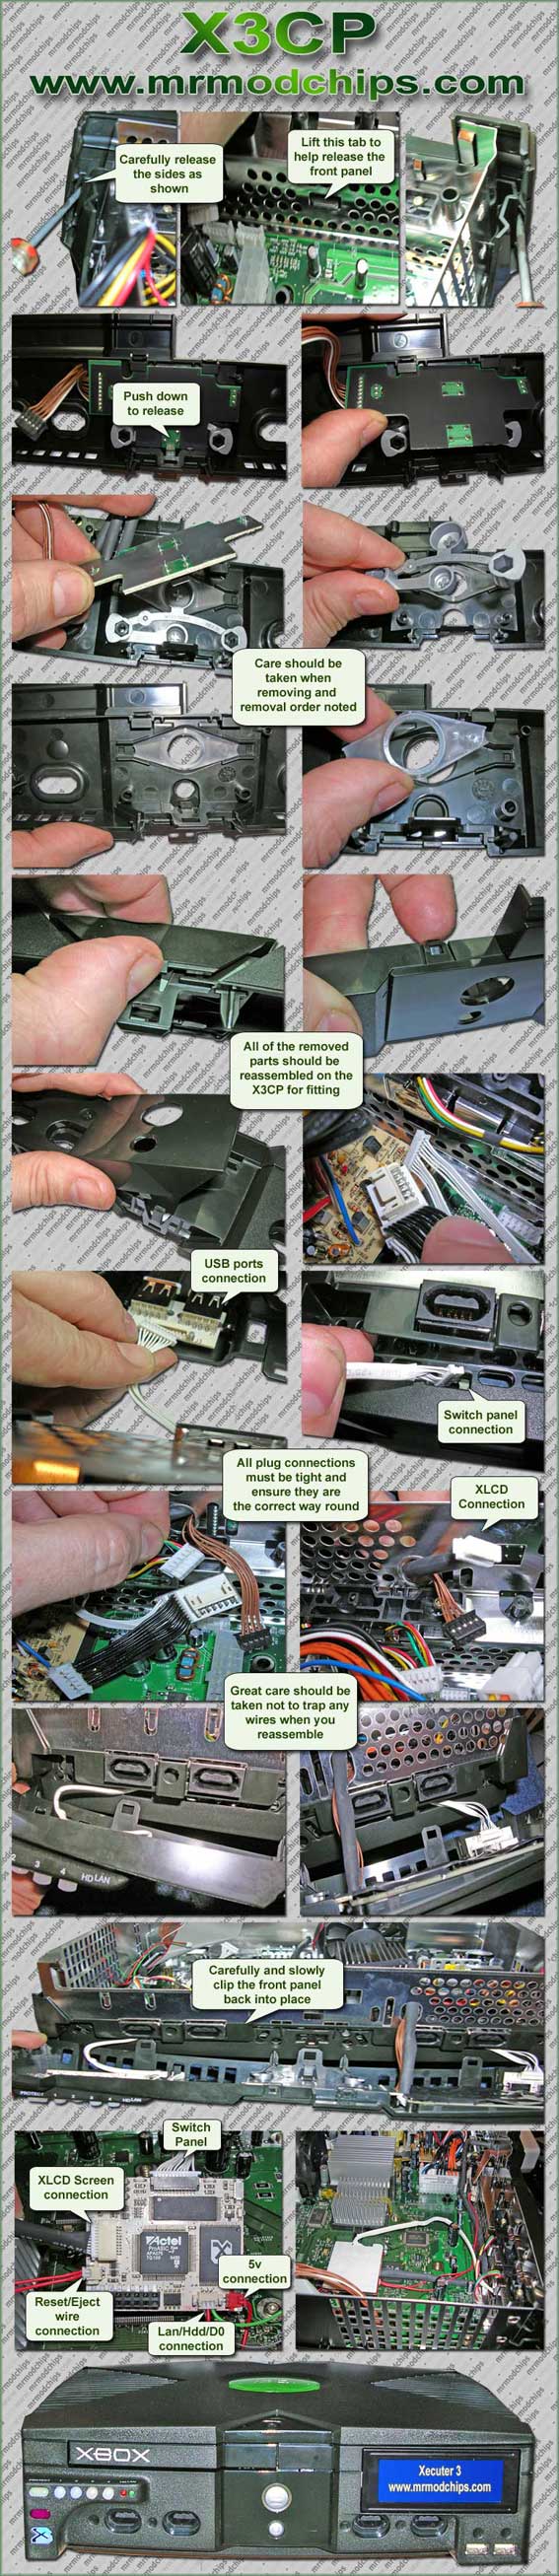 X3CP
www.mrmodchips.com
Carefully release
the sides as
shown
Lift this tab to
help release the
front panel
Push down
to release
Care should be
taken when
removing and
removal order noted
All of the removed
parts should be
reassembled on the
X3CP for fitting
USB ports
connection
Switch panel
connection
All plug connections
must be tight and
ensure they are
the correct way round
XLCD
Connection
Great care should be
taken not to trap any
wires when you
reassemble
2 3 4 HD LAN
Carefully and slowly
clip the front panel
back into place
Switch
Panel
XLCD Screen
connection
Actel
5v
connection
Reset/Eject
wire
connection
Lan/Hdd/D0
connection
XBOX
Xecuter 3
www.mrmodchips.com